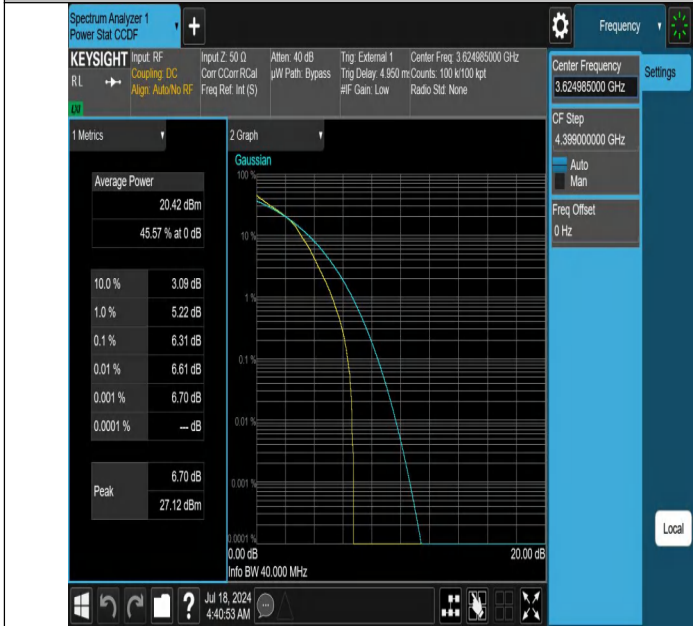 Spectrum Analyzer 1
Power Stat CCDF
+
Frequency
KEYSIGHT
RL
LXI
Input: RF
Coupling: DC
Align: Auto/No RF
Input Z: 50 Ω
Corr CCorr RCal
Freq Ref: Int (S)
Atten: 40 dB
µW Path: Bypass
Trig: External 1
Trig Delay: 4.950 m
#IF Gain: Low
Center Freq: 3.624985000 GHz
Counts: 100 k/100 kpt
Radio Std: None
Center Frequency
3.624985000 GHz
Settings
CF Step
4.399000000 GHz
Auto
Man
Freq Offset
0 Hz
1 Metrics
Average Power
20.42 dBm
45.57 % at 0 dB
10.0 % 3.09 dB
1.0 % 5.22 dB
0.1 % 6.31 dB
0.01 % 6.61 dB
0.001 % 6.70 dB
0.0001 % --- dB
Peak
6.70 dB
27.12 dBm
2 Graph
Gaussian
100 %
10 %
1 %
0.1 %
0.01 %
0.001 %
0.0001 %
0.00 dB 20.00 dB
Info BW 40.000 MHz
Local
?
Jul 18, 2024
4:40:53 AM